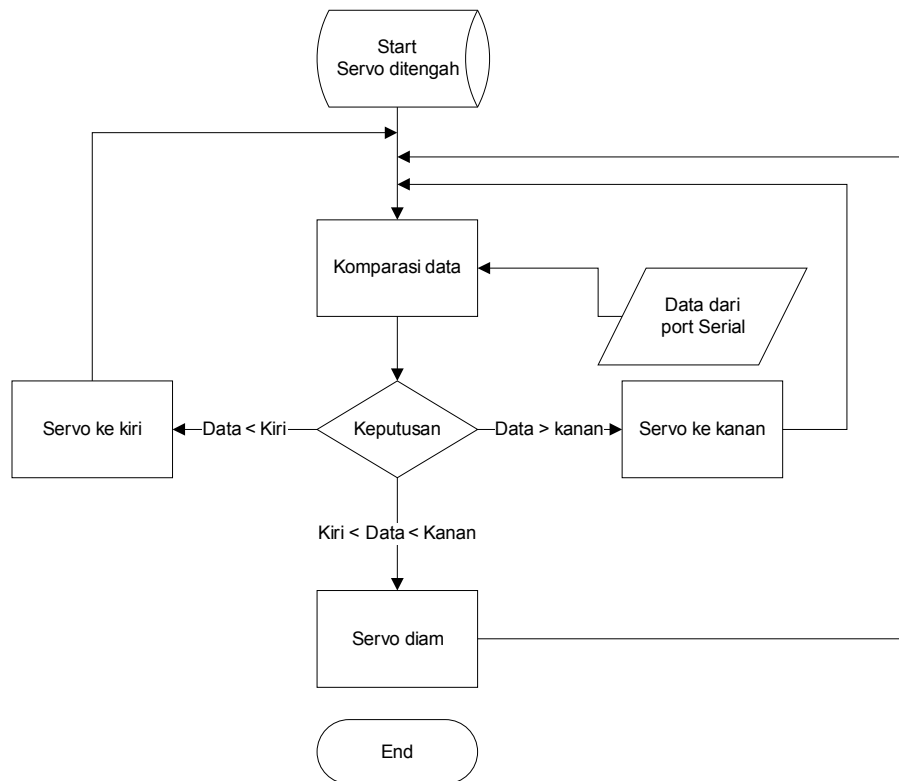 Start
Servo ditengah
Komparasi data
Data dari
port Serial
Servo ke kiri
Data < Kiri
Keputusan
Data > kanan
Servo ke kanan
Kiri < Data < Kanan
Servo diam
End